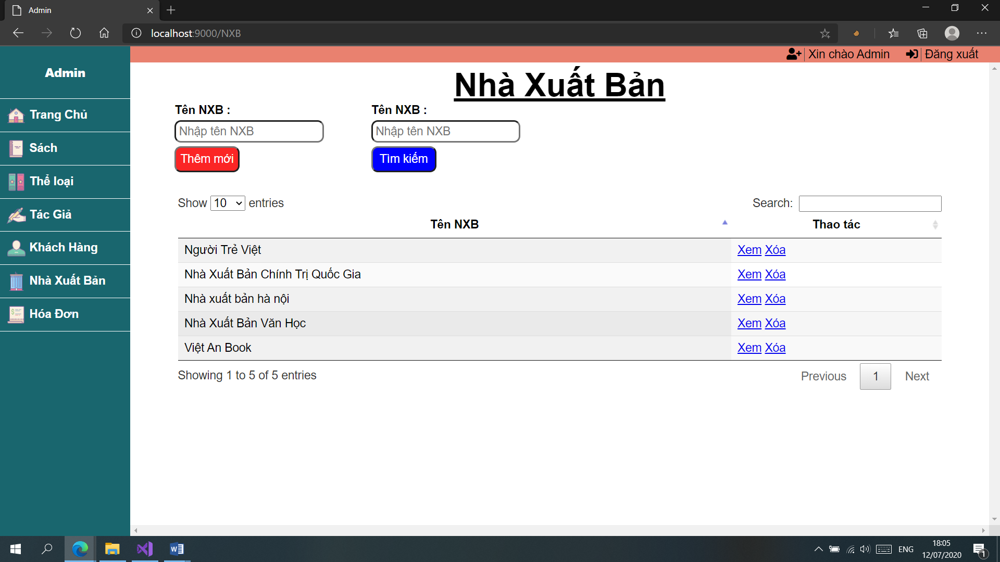 Admin
localhost:9000/NXB
Xin chào Admin Đăng xuất
Admin
Trang Chủ
Sách
Thể loại
Tác Giả
Khách Hàng
Nhà Xuất Bản
Hóa Đơn
Nhà Xuất Bản
Tên NXB : Tên NXB :
Nhập tên NXB Nhập tên NXB
Thêm mới Tìm kiếm
Show 10 entries Search:
Tên NXB Thao tác
Người Trẻ Việt Xem Xóa
Nhà Xuất Bản Chính Trị Quốc Gia Xem Xóa
Nhà xuất bản hà nội Xem Xóa
Nhà Xuất Bản Văn Học Xem Xóa
Việt An Book Xem Xóa
Showing 1 to 5 of 5 entries Previous 1 Next
ENG
18:05
12/07/2020
1